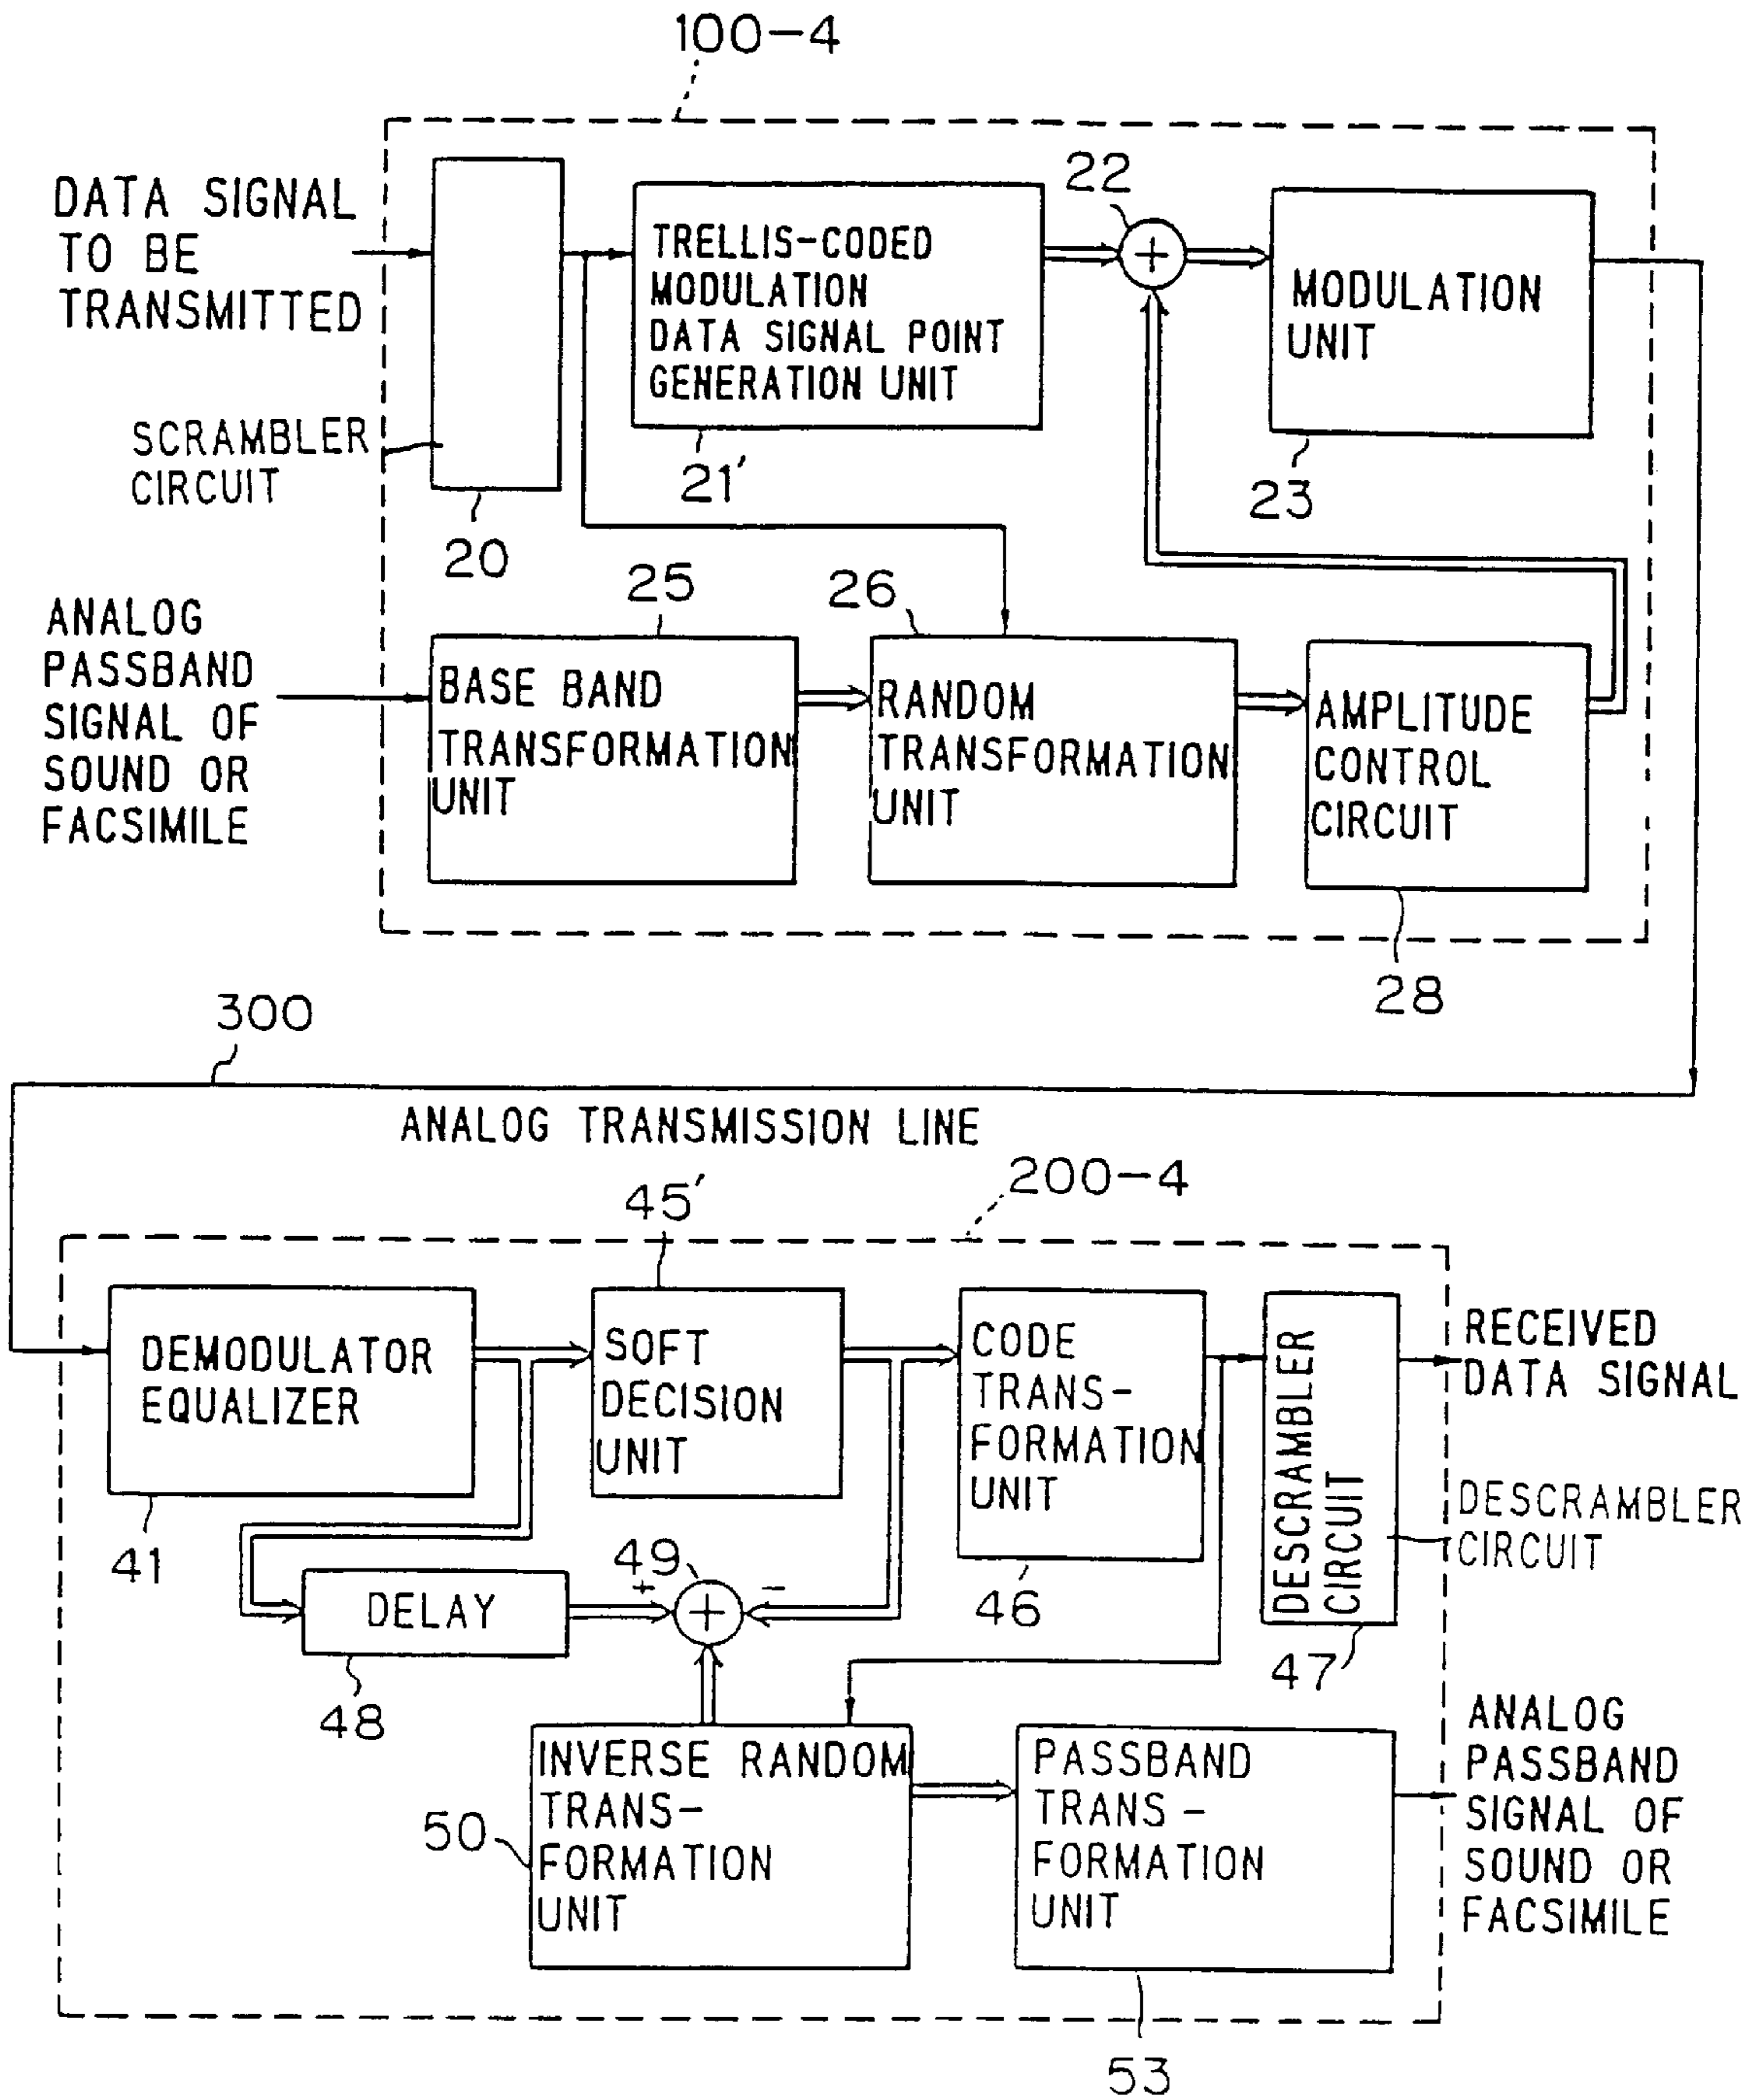 100-4
DATA SIGNAL
TO BE
TRANSMITTED
SCRAMBLER
CIRCUIT
20
TRELLIS-CODED
MODULATION
DATA SIGNAL POINT
GENERATION UNIT
21'
22
+
MODULATION
UNIT
23
ANALOG
PASSBAND
SIGNAL OF
SOUND OR
FACSIMILE
25
BASE BAND
TRANSFORMATION
UNIT
26
RANDOM
TRANSFORMATION
UNIT
AMPLITUDE
CONTROL
CIRCUIT
28
300
ANALOG TRANSMISSION LINE
200-4
DEMODULATOR
EQUALIZER
41
45'
SOFT
DECISION
UNIT
CODE
TRANS-
FORMATION
UNIT
46
DESCRAMBLER
CIRCUIT
47
RECEIVED
DATA SIGNAL
DESCRAMBLER
CIRCUIT
DELAY
48
49
+
+
-
INVERSE RANDOM
TRANS-
FORMATION
UNIT
50
PASSBAND
TRANS-
FORMATION
UNIT
53
ANALOG
PASSBAND
SIGNAL OF
SOUND OR
FACSIMILE